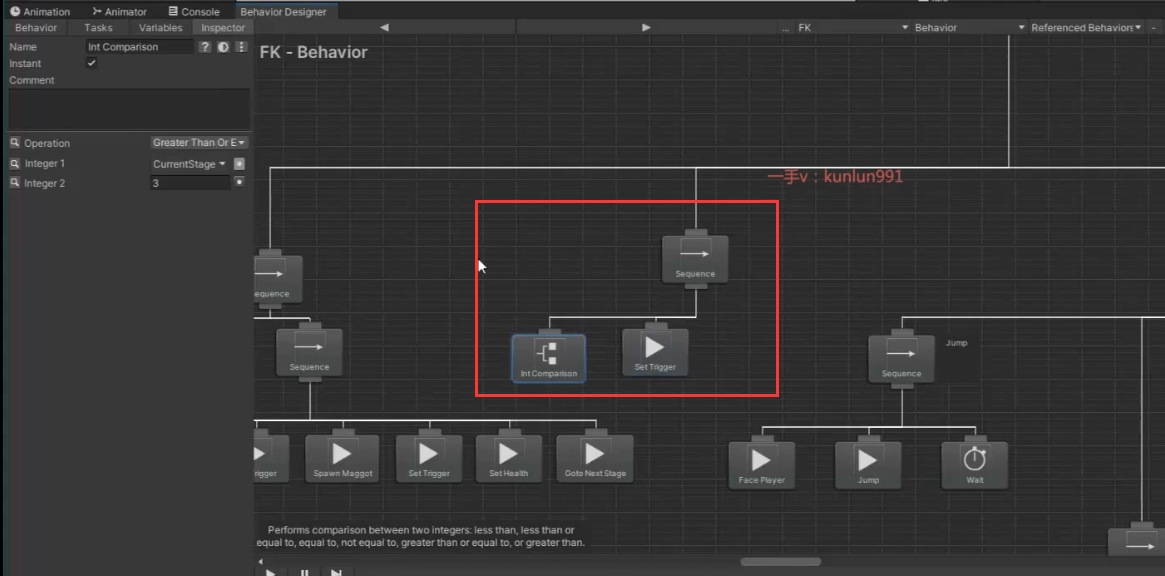 Animation
Animator
Console
Behavior Designer
Behavior
Tasks
Variables
Inspector
... FK
Behavior
Referenced Behaviors
-
Name
Int Comparison
?
Instant
Comment
Operation
Greater Than Or E
Integer 1
CurrentStage
Integer 2
3
FK - Behavior
一手v：kunlun991
Sequence
equence
Sequence
Int Comparison
Set Trigger
Sequence
Jump
rigger
Spawn Maggot
Set Trigger
Set Health
Goto Next Stage
Face Player
Jump
Wait
Performs comparison between two integers: less than, less than or
equal to, equal to, not equal to, greater than or equal to, or greater than.